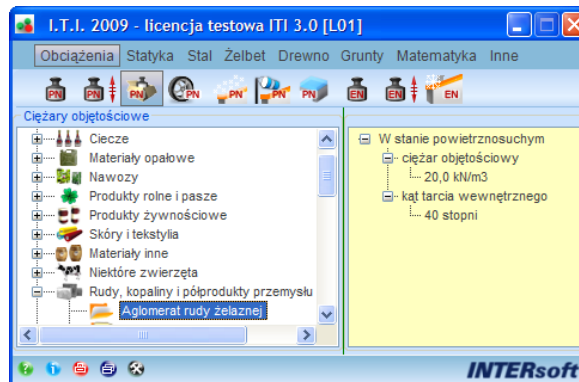 I.T.I. 2009 - licencja testowa ITI 3.0 [L01]
Obciążenia Statyka Stal Żelbet Drewno Grunty Matematyka Inne
PN PN PN PN PN PN PN EN EN EN
Ciężary objętościowe
Ciecze
Materiały opałowe
Nawozy
Produkty rolne i pasze
Produkty żywnościowe
Skóry i tekstylia
Materiały inne
Niektóre zwierzęta
Rudy, kopaliny i półprodukty przemysłu
Aglomerat rudy żelaznej
W stanie powietrznosuchym
ciężar objętościowy
20,0 kN/m3
kąt tarcia wewnętrznego
40 stopni
INTERsoft